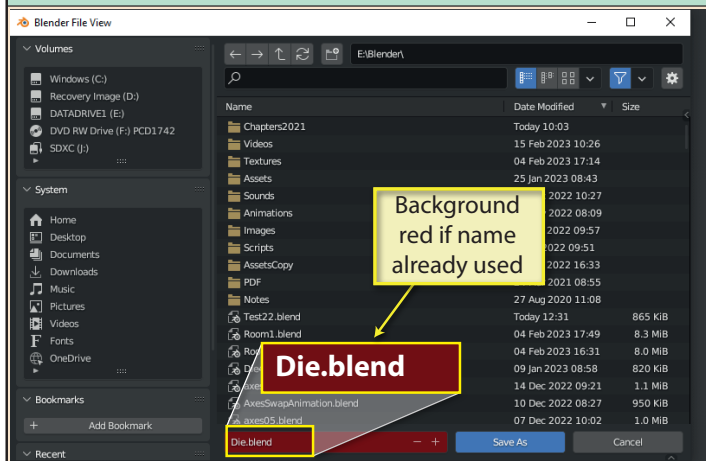 Blender File View
Volumes
Windows (C:)
Recovery Image (D:)
DATADRIVE1 (E:)
DVD RW Drive (F:) PCD1742
SDXC (J:)
System
Home
Desktop
Documents
Downloads
Music
Pictures
Videos
Fonts
OneDrive
Bookmarks
+ Add Bookmark
Recent
E:\Blender\
Name Date Modified Size
Chapters2021 Today 10:03
Videos 15 Feb 2023 10:26
Textures 04 Feb 2023 17:14
Assets 25 Jan 2023 08:43
Sounds 2022 10:27
Animations 2022 08:09
Images 2022 09:57
Scripts 2022 09:51
AssetsCopy 2022 16:33
PDF 2021 08:55
Notes 27 Aug 2020 11:08
Test22.blend Today 12:31 865 KiB
Room1.blend 04 Feb 2023 17:49 8.3 MiB
04 Feb 2023 16:31 8.0 MiB
09 Jan 2023 08:58 820 KiB
14 Dec 2022 09:21 1.1 MiB
AxesSwapAnimation.blend 10 Dec 2022 08:27 950 KiB
axes05.blend 07 Dec 2022 10:02 1.0 MiB
Background
red if name
already used
Die.blend
Die.blend − + Save As Cancel